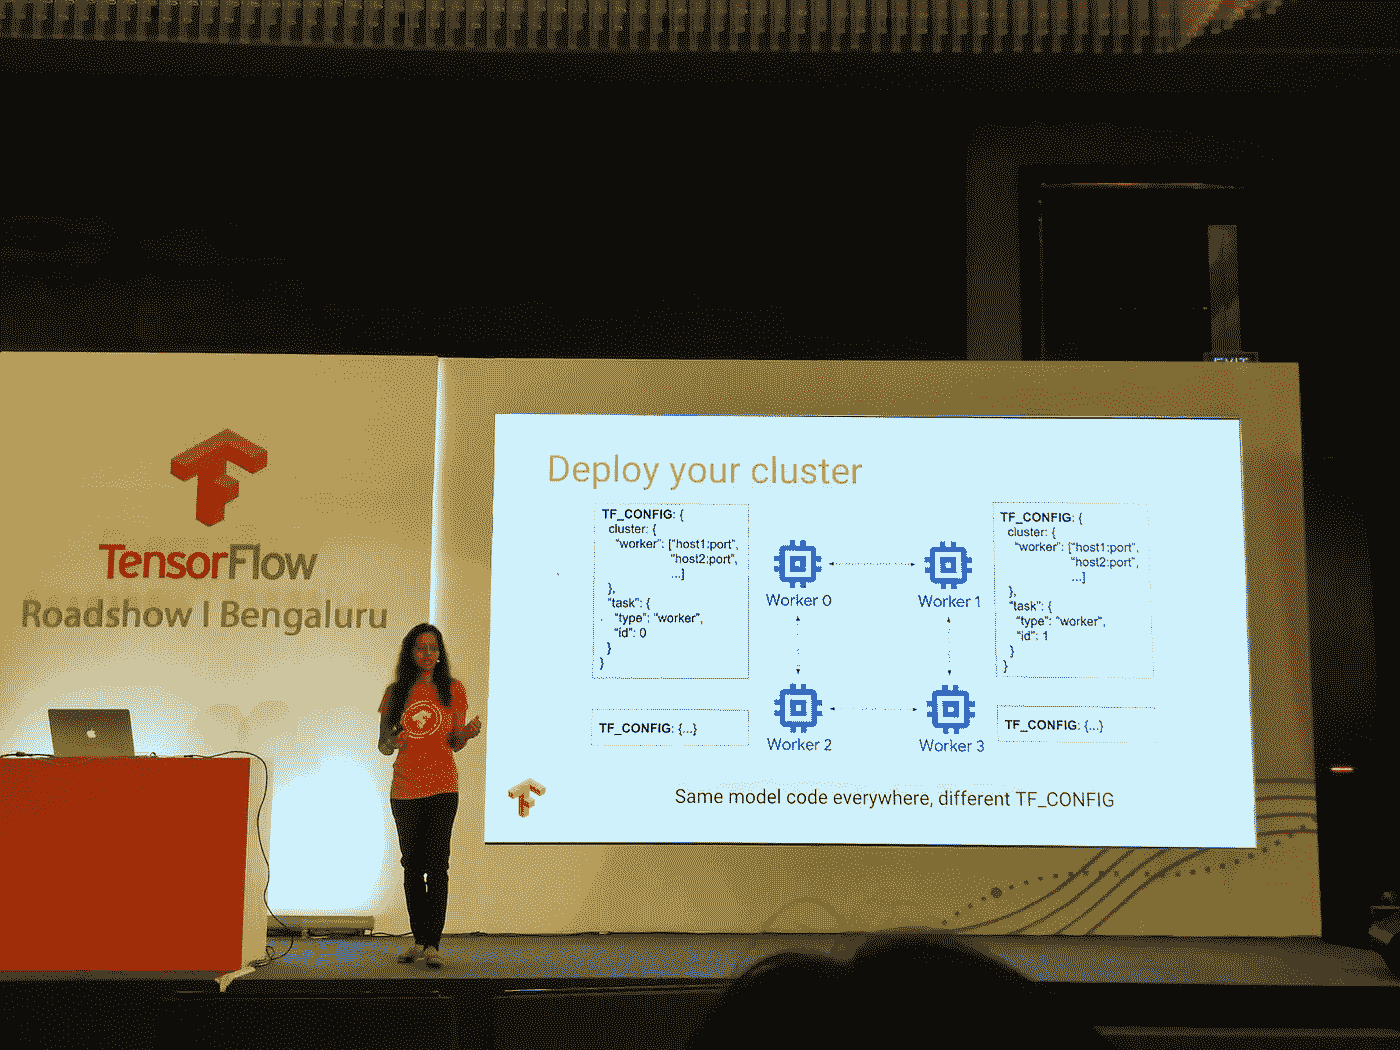 EXIT
TensorFlow
Roadshow I Bengaluru
Deploy your cluster
TF_CONFIG: {
cluster: {
"worker": ["host1:port",
"host2:port",
...]
},
"task": {
"type": "worker",
"id": 0
}
}
Worker 0
Worker 1
TF_CONFIG: {
cluster: {
"worker": ["host1:port",
"host2:port",
...]
},
"task": {
"type": "worker",
"id": 1
}
}
TF_CONFIG: {...}
Worker 2
Worker 3
TF_CONFIG: {...}
Same model code everywhere, different TF_CONFIG